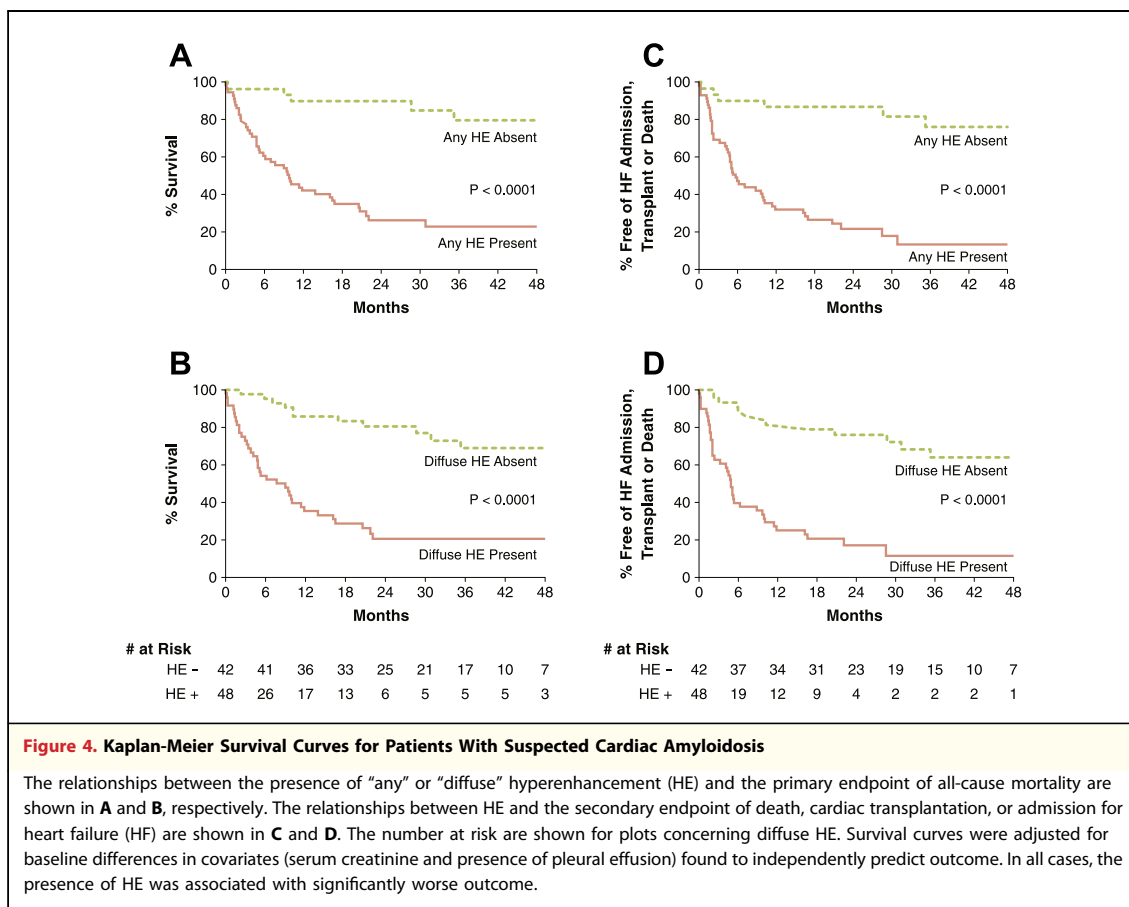 A
% Survival
100
80
60
40
20
0
Any HE Absent
P < 0.0001
Any HE Present
0 6 12 18 24 30 36 42 48
Months
C
% Free of HF Admission,
Transplant or Death
100
80
60
40
20
0
Any HE Absent
P < 0.0001
Any HE Present
0 6 12 18 24 30 36 42 48
Months
B
% Survival
100
80
60
40
20
0
Diffuse HE Absent
P < 0.0001
Diffuse HE Present
0 6 12 18 24 30 36 42 48
Months
D
% Free of HF Admission,
Transplant or Death
100
80
60
40
20
0
Diffuse HE Absent
P < 0.0001
Diffuse HE Present
0 6 12 18 24 30 36 42 48
Months
# at Risk
HE - 42 41 36 33 25 21 17 10 7
HE + 48 26 17 13 6 5 5 5 3
# at Risk
HE - 42 37 34 31 23 19 15 10 7
HE + 48 19 12 9 4 2 2 2 1
Figure 4. Kaplan-Meier Survival Curves for Patients With Suspected Cardiac Amyloidosis
The relationships between the presence of “any” or “diffuse” hyperenhancement (HE) and the primary endpoint of all-cause mortality are
shown in A and B, respectively. The relationships between HE and the secondary endpoint of death, cardiac transplantation, or admission for
heart failure (HF) are shown in C and D. The number at risk are shown for plots concerning diffuse HE. Survival curves were adjusted for
baseline differences in covariates (serum creatinine and presence of pleural effusion) found to independently predict outcome. In all cases, the
presence of HE was associated with significantly worse outcome.